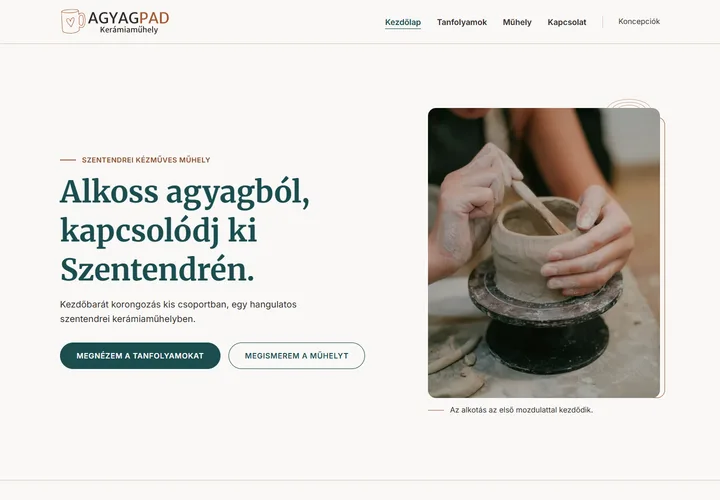 AGYAGPAD
Kerámiaműhely
Kezdőlap
Tanfolyamok
Műhely
Kapcsolat
Koncepciók
SZENTENDREI KÉZMŰVES MŰHELY
Alkoss agyagból,
kapcsolódj ki
Szentendrén.
Kezdőbarát korongozás kis csoportban, egy hangulatos
szentendrei kerámiaműhelyben.
MEGNÉZEM A TANFOLYAMOKAT
MEGISMEREM A MŰHELYT
Az alkotás az első mozdulattal kezdődik.